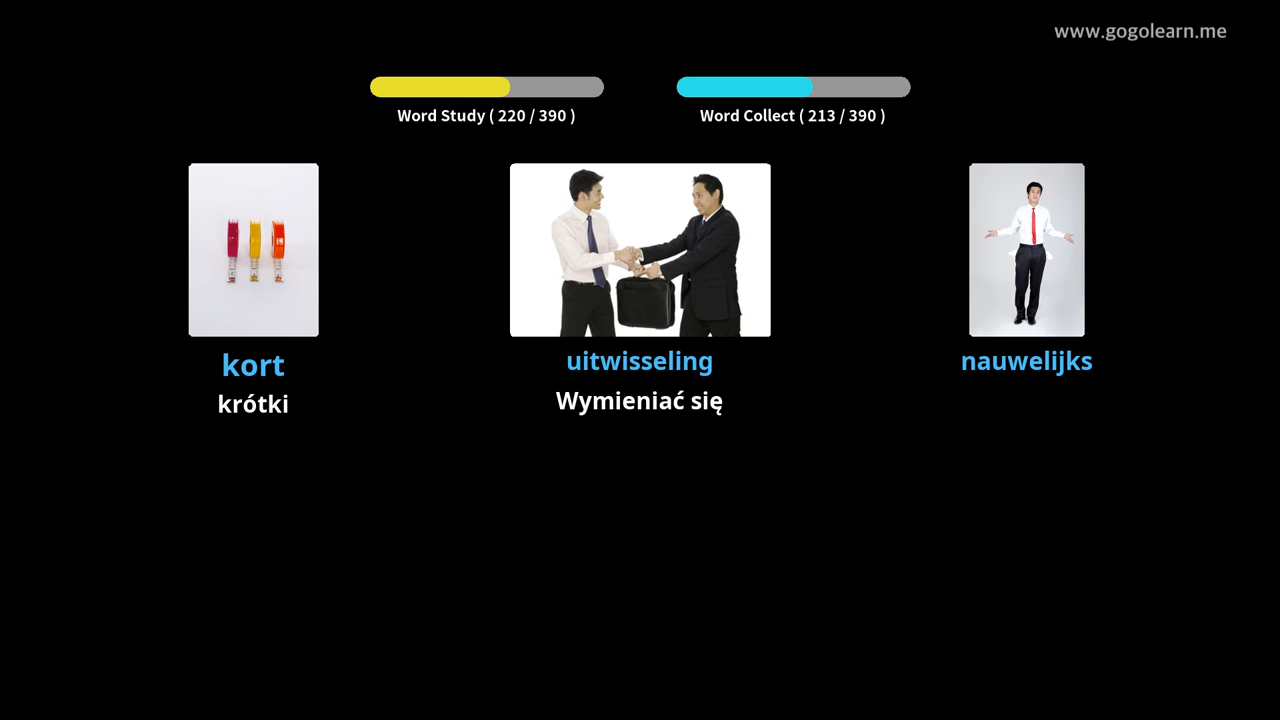 www.gogolearn.me
Word Study ( 220 / 390 )
Word Collect ( 213 / 390 )
kort
krótki
uitwisseling
Wymieniać się
nauwelijks